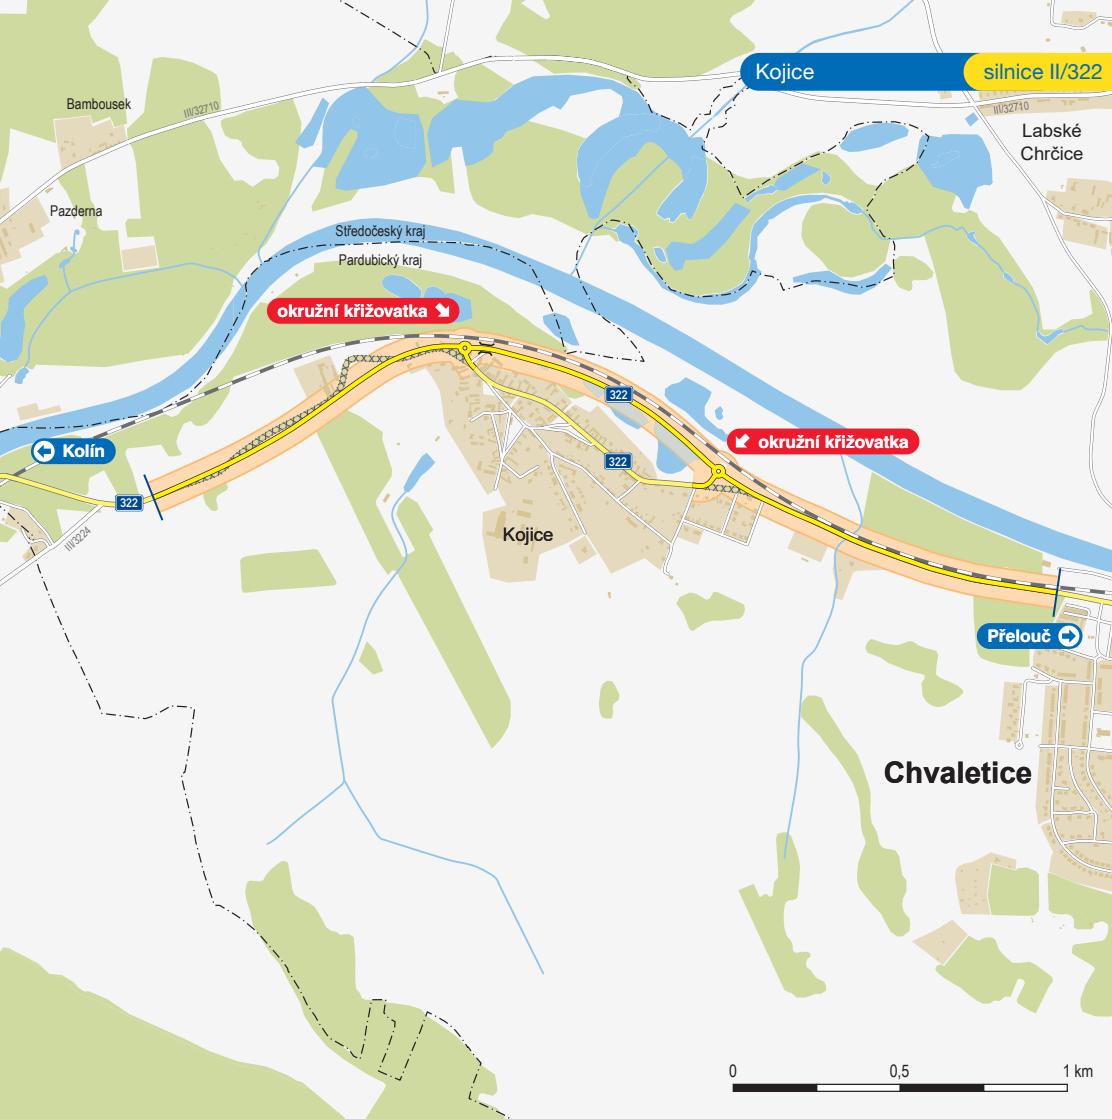 Kojice
silnice II/322
Bambousek
III/32710
III/32710
Labské
Chrčice
Pazderna
Středočeský kraj
Pardubický kraj
okružní křižovatka
322
okružní křižovatka
Kolín
322
322
III/3224
Kojice
Přelouč
Chvaletice
0
0,5
1 km